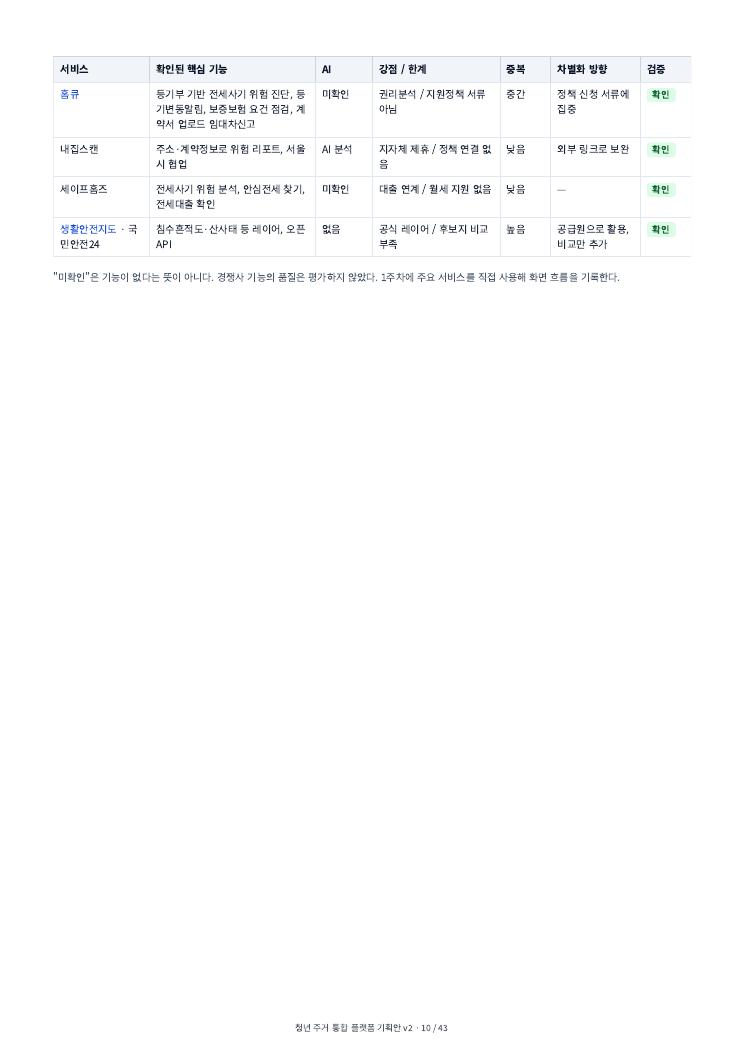 서비스 확인된 핵심 기능 AI 강점 / 한계 중복 차별화 방향 검증
홈큐 등기부 기반 전세사기 위험 진단, 등 미확인 권리분석 / 지원정책 서류 중간 정책 신청 서류에 확인
기변동알림, 보증보험 요건 점검, 계 아님 집중
약서 업로드 임대차신고
내집스캔 주소·계약정보로 위험 리포트, 서울 AI 분석 지자체 제휴 / 정책 연결 없 낮음 외부 링크로 보완 확인
시 협업 음
세이프홈즈 전세사기 위험 분석, 안심전세 찾기, 미확인 대출 연계 / 월세 지원 없음 낮음 — 확인
전세대출 확인
생활안전지도 · 국 침수흔적도·산사태 등 레이어, 오픈 없음 공식 레이어 / 후보지 비교 높음 공급원으로 활용, 확인
민안전24 API 부족 비교만 추가
"미확인"은 기능이 없다는 뜻이 아니다. 경쟁사 기능의 품질은 평가하지 않았다. 1주차에 주요 서비스를 직접 사용해 화면 흐름을 기록한다.
청년 주거 통합 플랫폼 기획안 v2 · 10 / 43